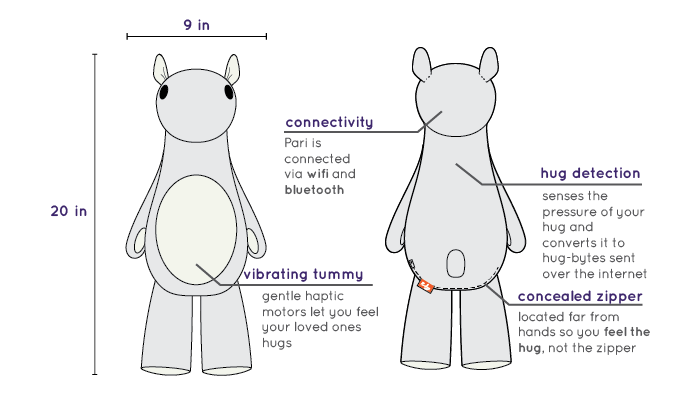 9 in
20 in
connectivity
Pari is
connected
via wifi and
bluetooth
hug detection
senses the
pressure of your
hug and
converts it to
hug-bytes sent
over the internet
vibrating tummy
gentle haptic
motors let you feel
your loved ones
hugs
concealed zipper
located far from
hands so you feel the
hug, not the zipper